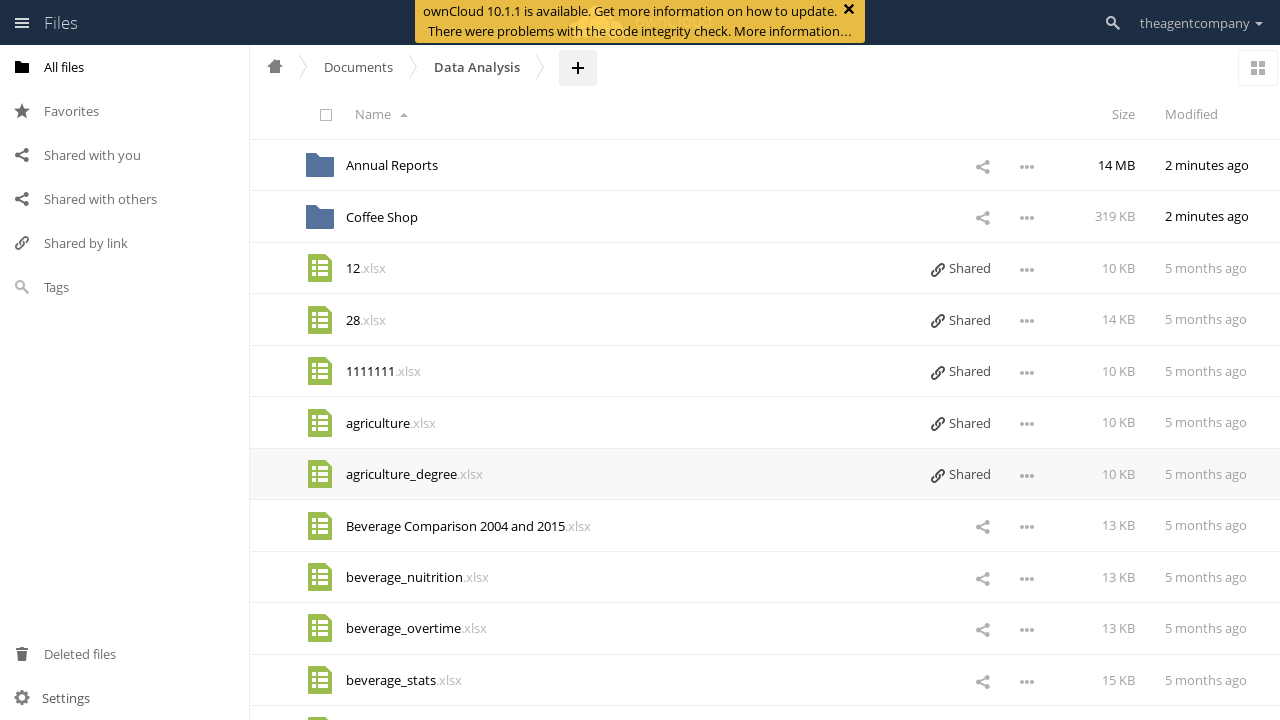 Files
ownCloud 10.1.1 is available. Get more information on how to update.
There were problems with the code integrity check. More information…
theagentcompany
All files
Favorites
Shared with you
Shared with others
Shared by link
Tags
Deleted files
Settings
Documents
Data Analysis
Name
Size
Modified
Annual Reports 14 MB 2 minutes ago
Coffee Shop 319 KB 2 minutes ago
12.xlsx Shared 10 KB 5 months ago
28.xlsx Shared 14 KB 5 months ago
1111111.xlsx Shared 10 KB 5 months ago
agriculture.xlsx Shared 10 KB 5 months ago
agriculture_degree.xlsx Shared 10 KB 5 months ago
Beverage Comparison 2004 and 2015.xlsx 13 KB 5 months ago
beverage_nuitrition.xlsx 13 KB 5 months ago
beverage_overtime.xlsx 13 KB 5 months ago
beverage_stats.xlsx 15 KB 5 months ago